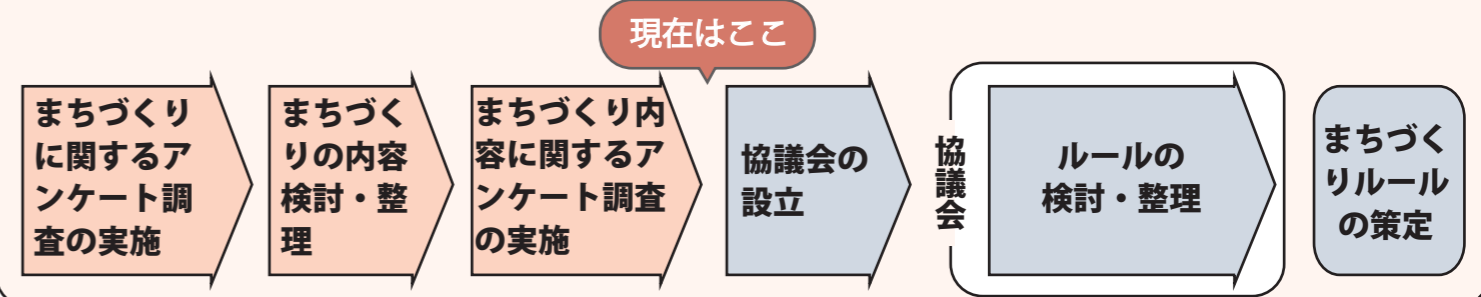 現在はここ
まちづくり
に関するア
ンケート調
査の実施
まちづく
りの内容
検討・整
理
まちづくり内
容に関するア
ンケート調査
の実施
協議会の
設立
協議会
ルールの
検討・整理
まちづく
りルール
の策定